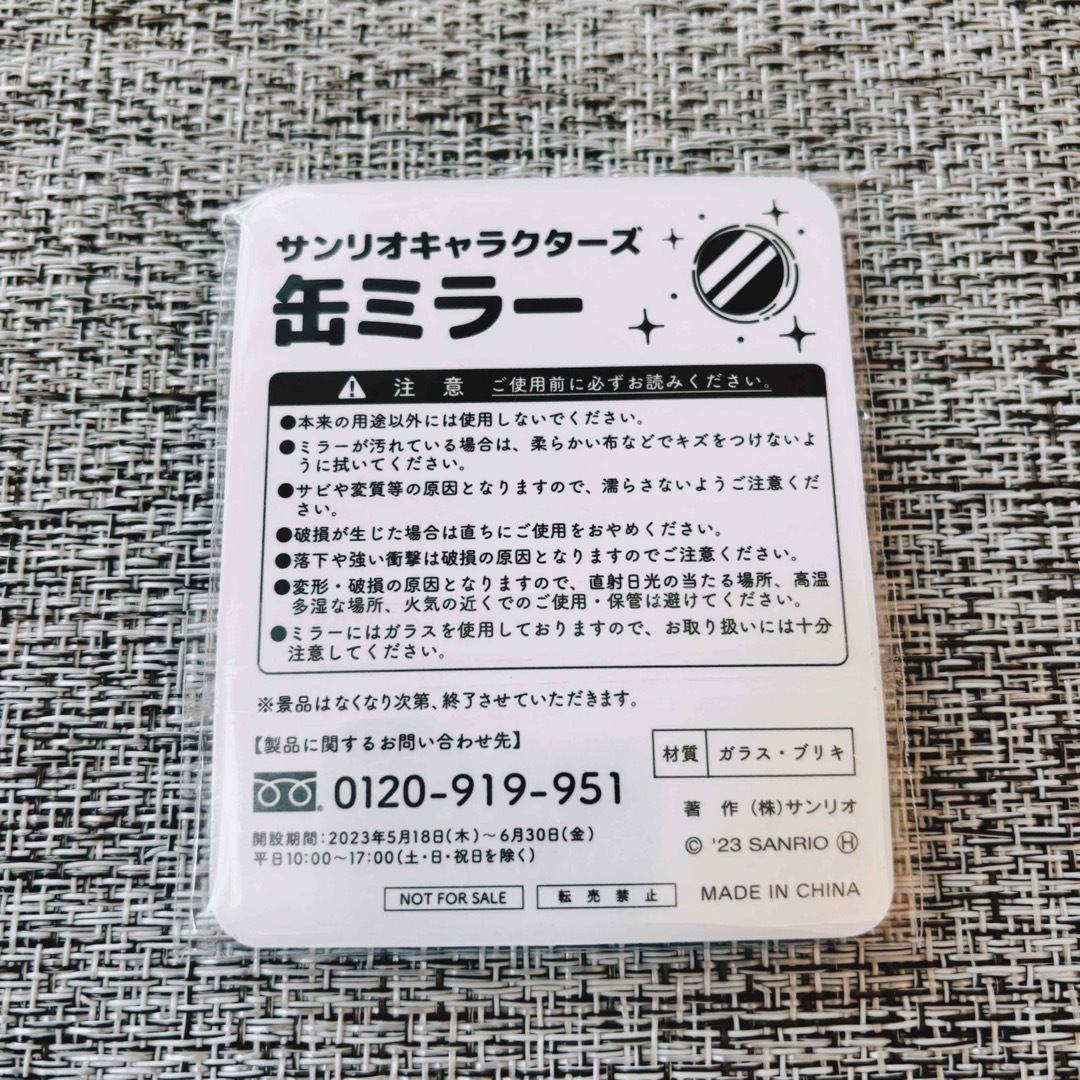 サンリオキャラクターズ
缶ミラー
注意 ご使用前に必ずお読みください。
●本来の用途以外には使用しないでください。
●ミラーが汚れている場合は、柔らかい布などでキズをつけないよ
うに拭いてください。
●サビや変質等の原因となりますので、濡らさないようご注意くだ
さい。
●破損が生じた場合は直ちにご使用をおやめください。
●落下や強い衝撃は破損の原因となりますのでご注意ください。
●変形・破損の原因となりますので、直射日光の当たる場所、高温
多湿な場所、火気の近くでのご使用・保管は避けてください。
●ミラーにはガラスを使用しておりますので、お取り扱いには十分
注意してください。
※景品はなくなり次第、終了させていただきます。
【製品に関するお問い合わせ先】
0120-919-951
開設期間:2023年5月18日(木)~6月30日(金)
平日10:00~17:00(土・日・祝日を除く)
材質 ガラス・ブリキ
著作 (株)サンリオ
© '23 SANRIO Ⓗ
NOT FOR SALE 転売禁止 MADE IN CHINA